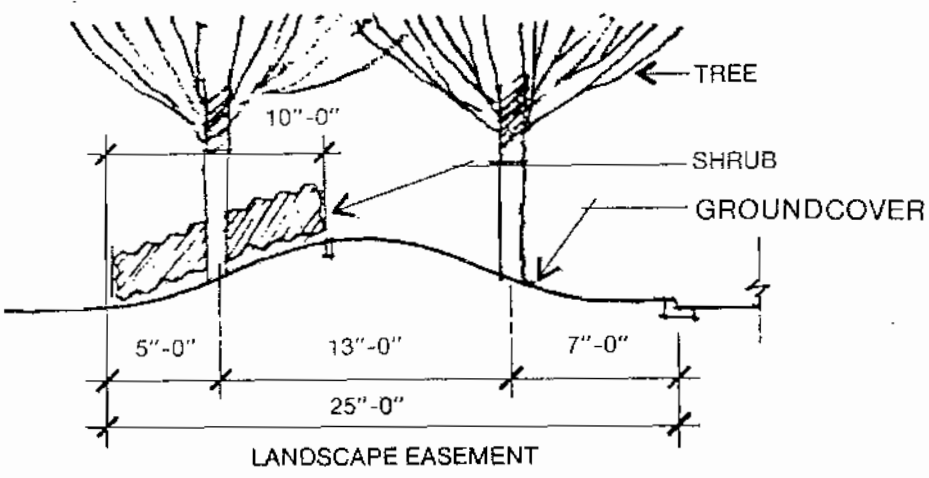 TREE
10"-0"
SHRUB
GROUNDCOVER
5"-0"
13"-0"
7"-0"
25"-0"
LANDSCAPE EASEMENT